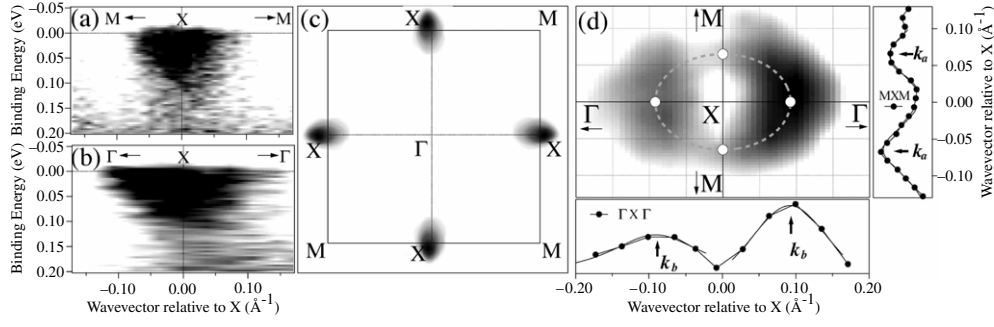 (a) M X M
Binding Energy (eV)
−0.05
0.00
0.05
0.10
0.15
0.20
(b) Γ X Γ
Binding Energy (eV)
−0.05
0.00
0.05
0.10
0.15
0.20
−0.10 0.00 0.10
Wavevector relative to X (Å⁻¹)
(c) X M
X Γ X
M X M
(d) M
Γ X Γ
M
k_a
MXM
k_a
0.10
0.05
0.00
−0.05
−0.10
Wavevector relative to X (Å⁻¹)
Γ X Γ
k_b k_b
−0.20 −0.10 0.00 0.10 0.20
Wavevector relative to X (Å⁻¹)